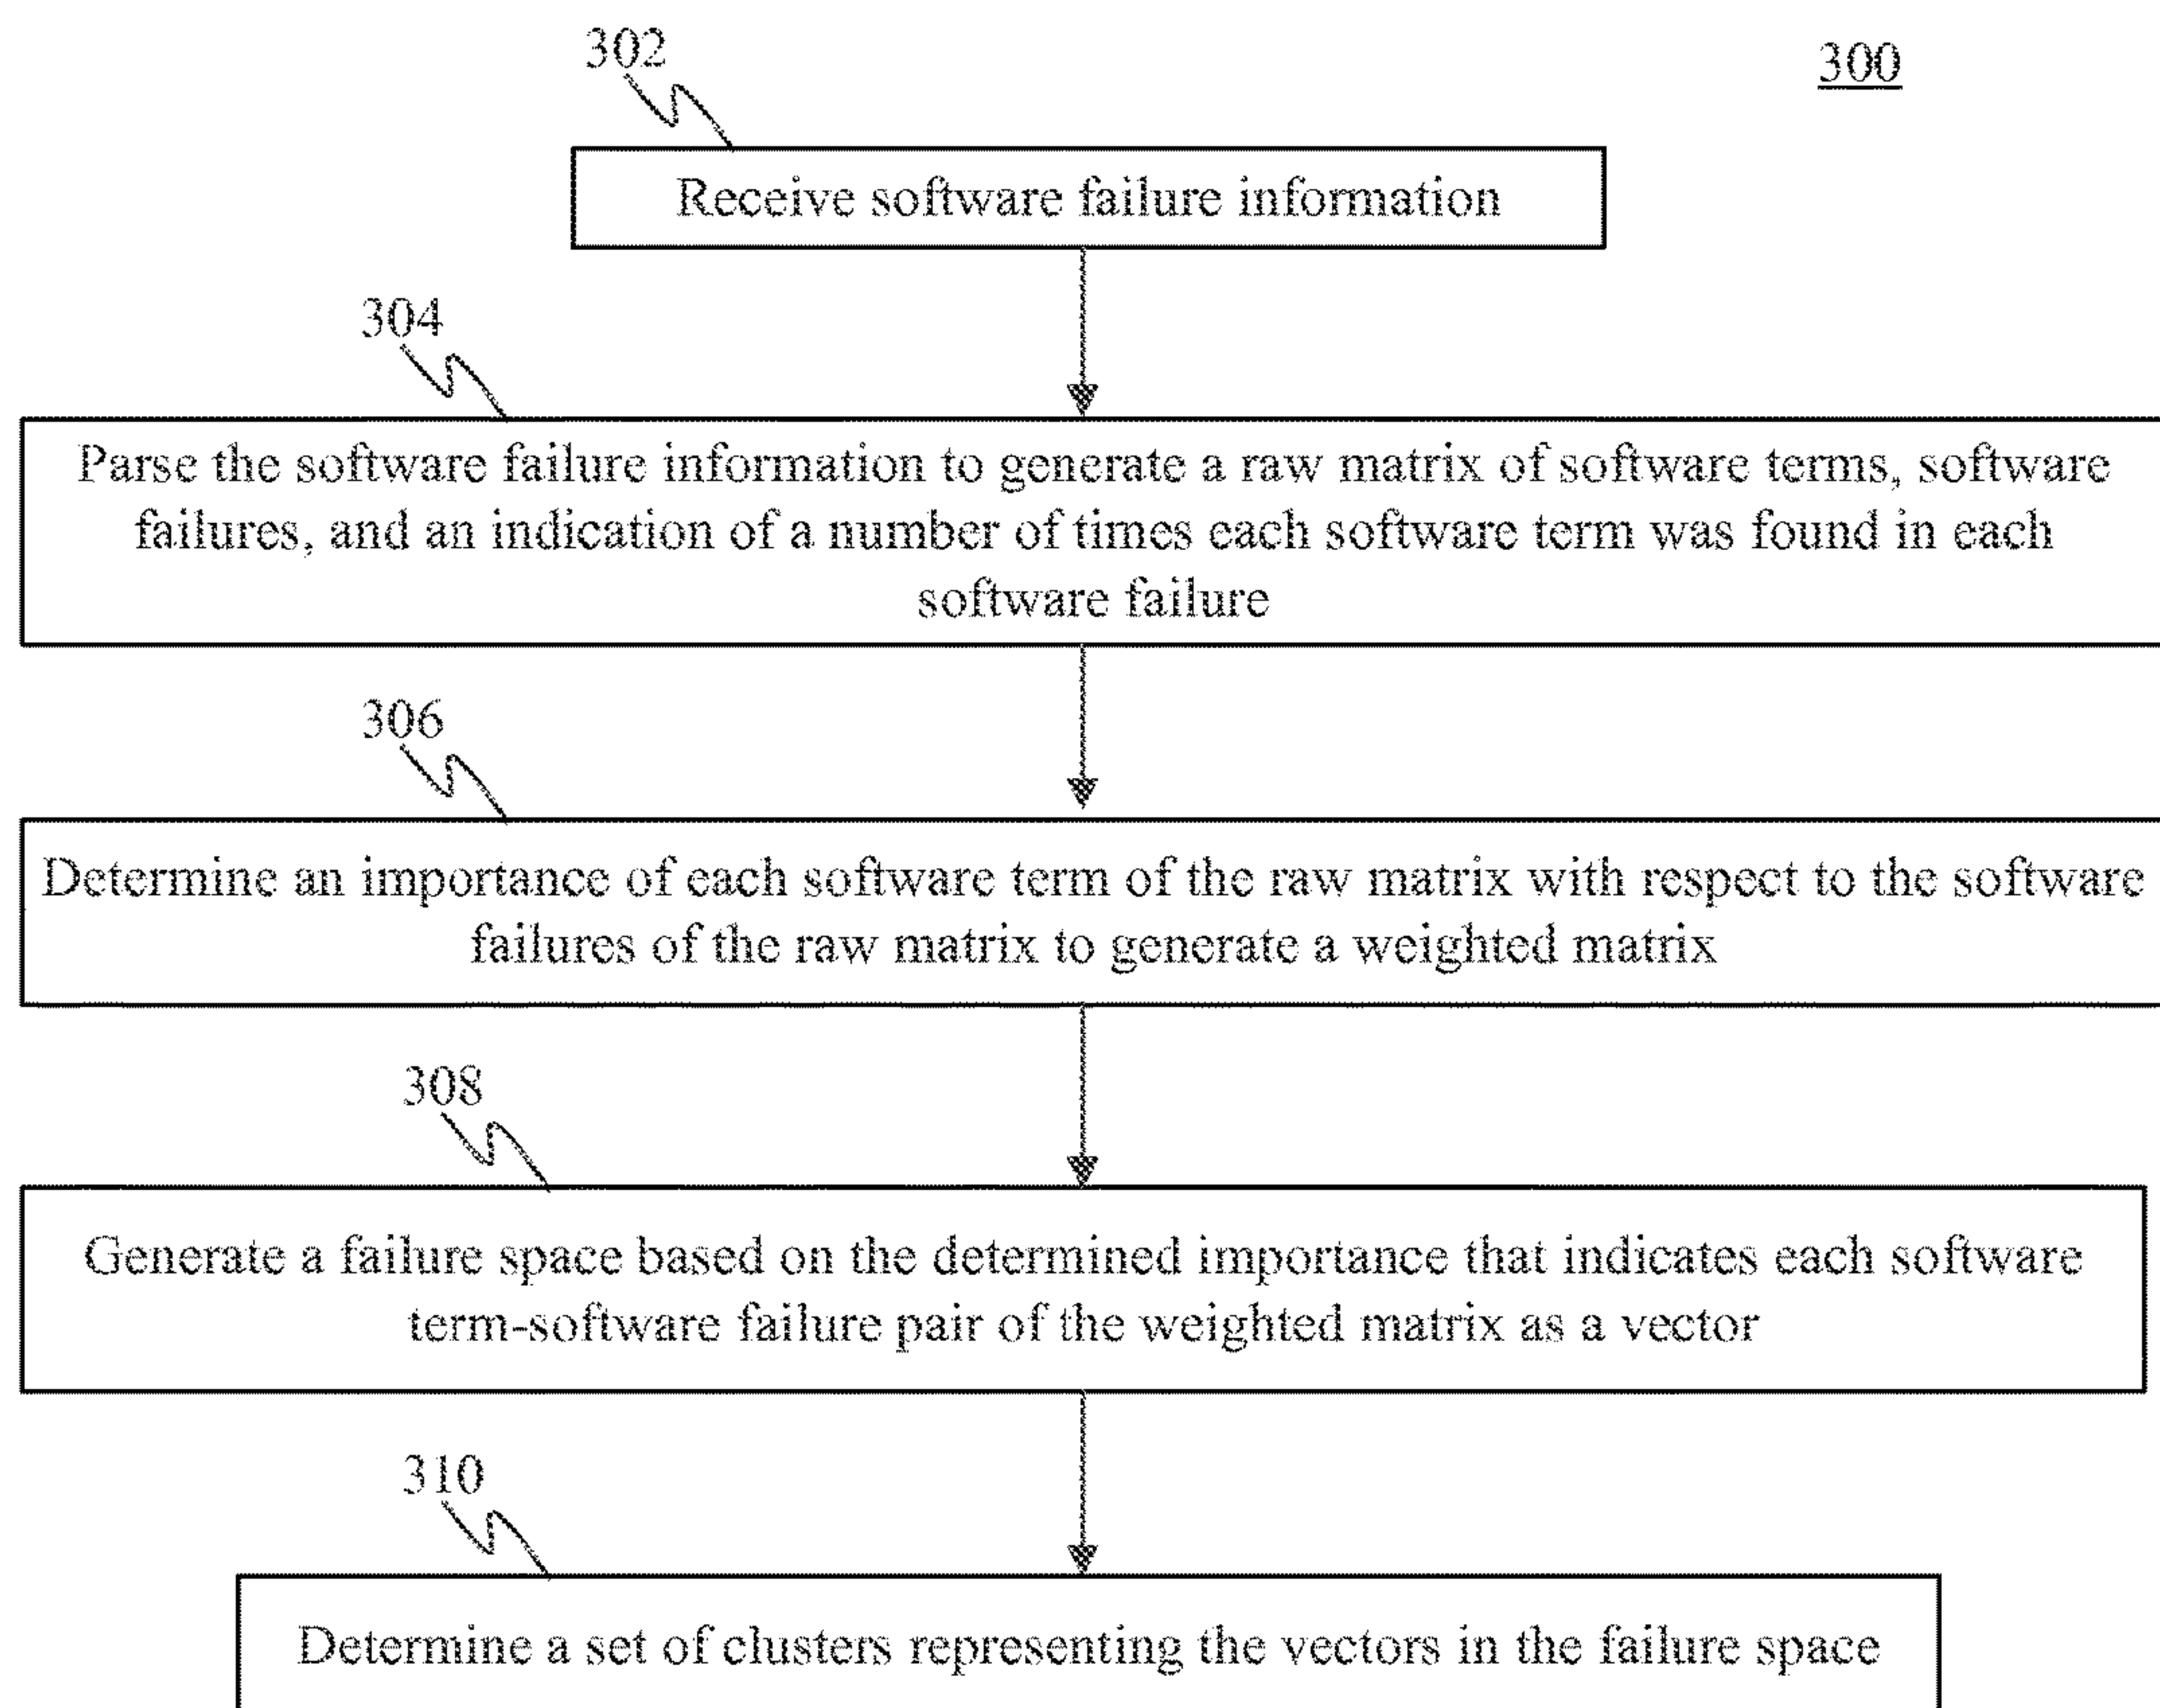 302
300
Receive software failure information
304
Parse the software failure information to generate a raw matrix of software terms, software
failures, and an indication of a number of times each software term was found in each
software failure
306
Determine an importance of each software term of the raw matrix with respect to the software
failures of the raw matrix to generate a weighted matrix
308
Generate a failure space based on the determined importance that indicates each software
term-software failure pair of the weighted matrix as a vector
310
Determine a set of clusters representing the vectors in the failure space